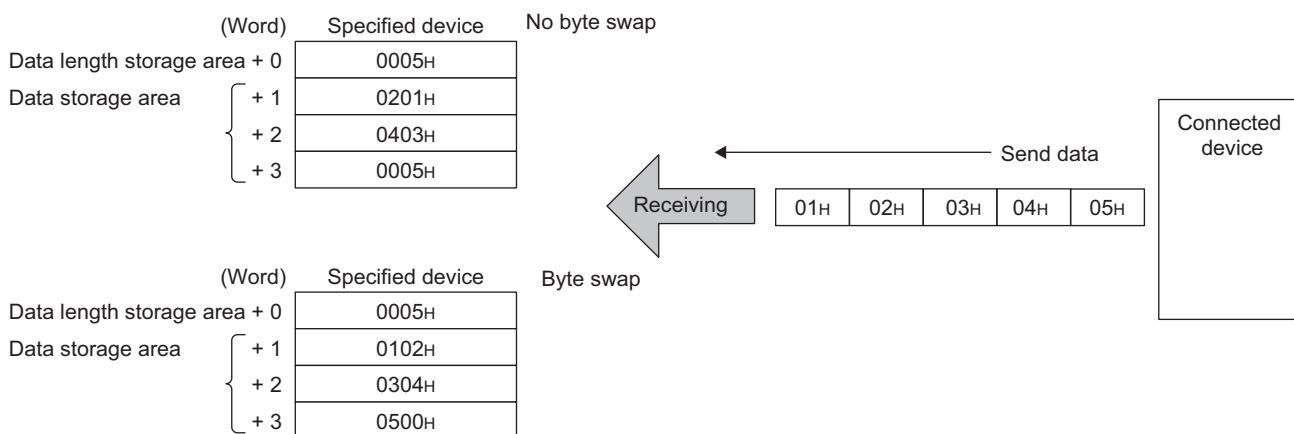 (Word) Specified device No byte swap
Data length storage area + 0 0005H
Data storage area + 1 0201H
+ 2 0403H
+ 3 0005H
Connected
device
Send data
Receiving 01H 02H 03H 04H 05H
(Word) Specified device Byte swap
Data length storage area + 0 0005H
Data storage area + 1 0102H
+ 2 0304H
+ 3 0500H